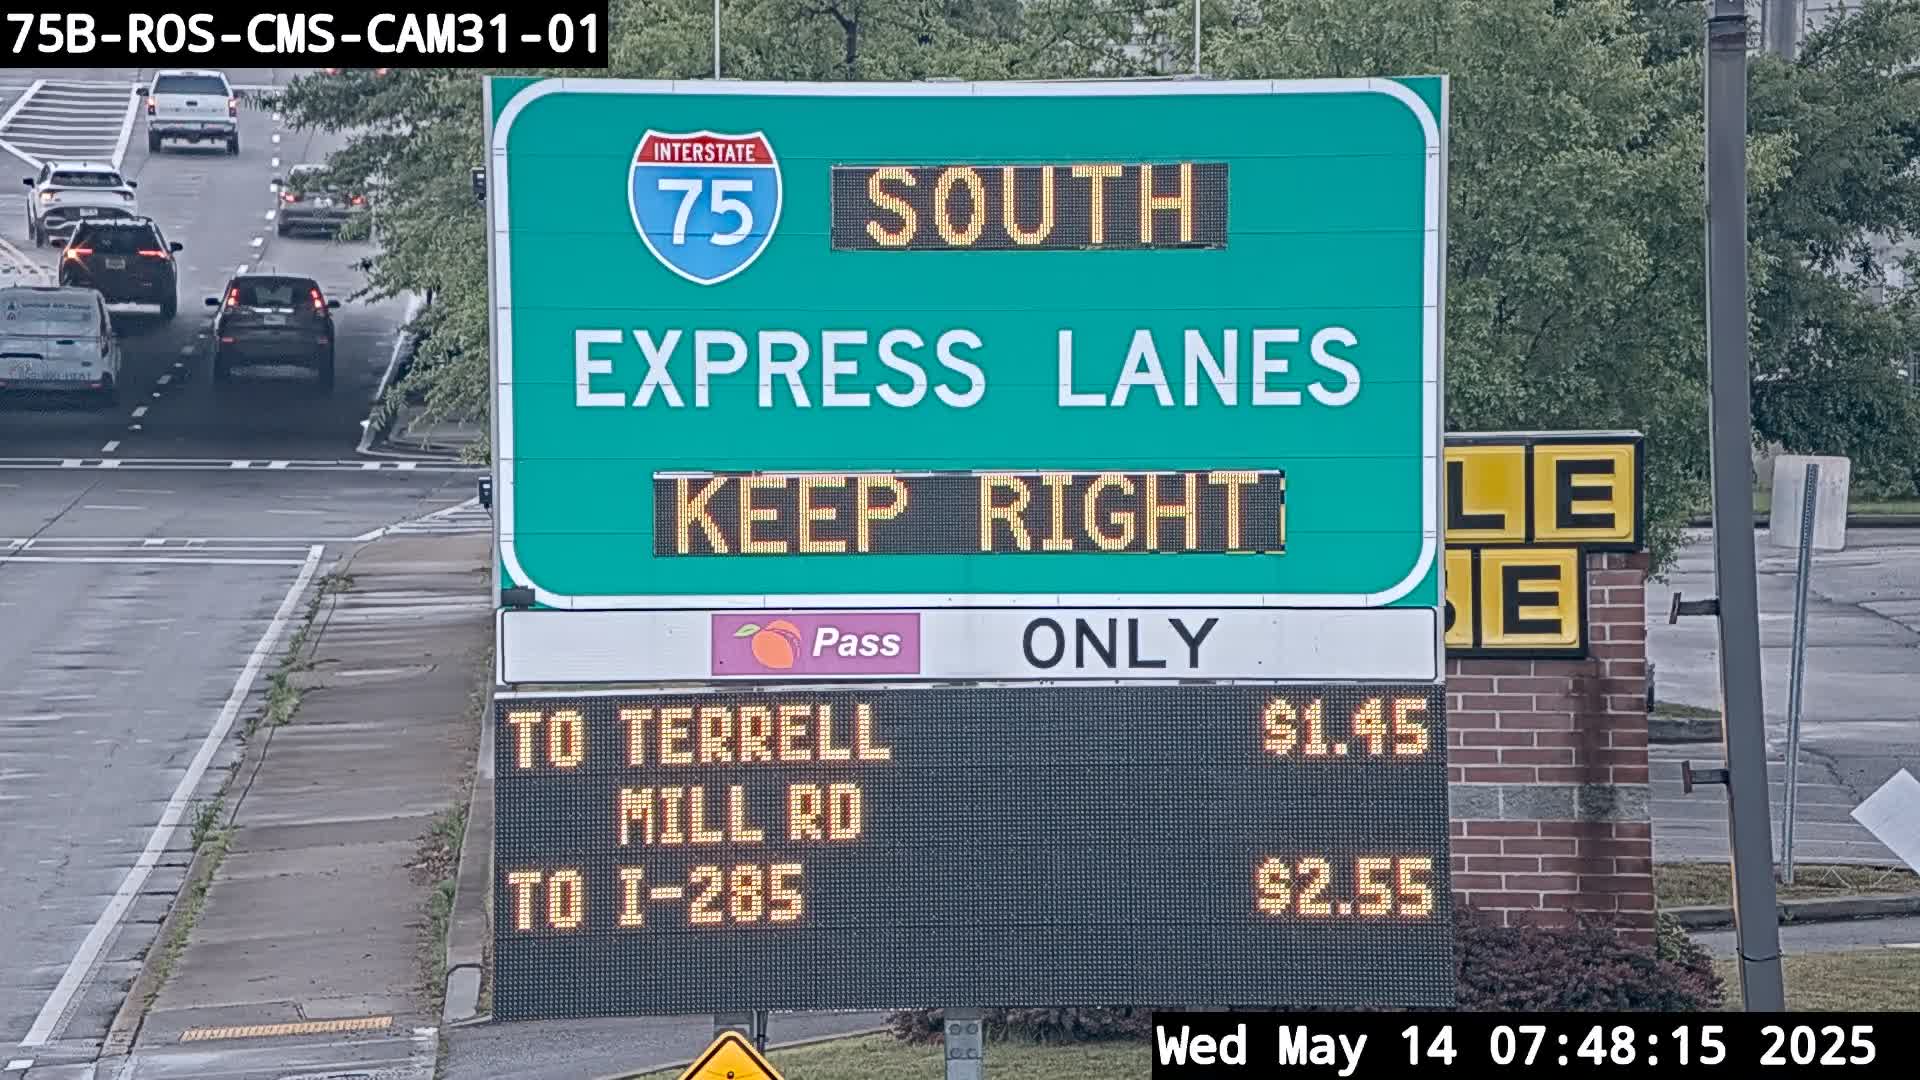 75B-ROS-CMS-CAM31-01
INTERSTATE
75
SOUTH
EXPRESS LANES
KEEP RIGHT
Pass ONLY
TO TERRELL $1.45
MILL RD
TO I-285 $2.55
LE
E
Wed May 14 07:48:15 2025